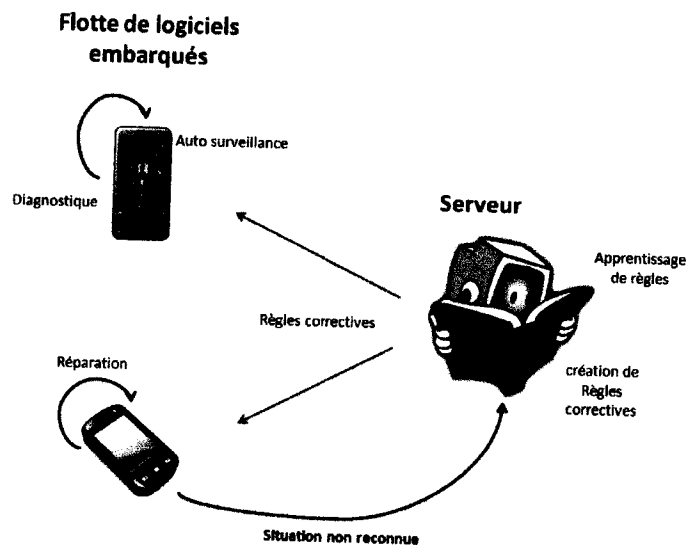 Flotte de logiciels
embarqués
Auto surveillance
Diagnostique
Serveur
Apprentissage
de règles
Règles correctives
Réparation
création de
Règles
correctives
Situation non reconnue